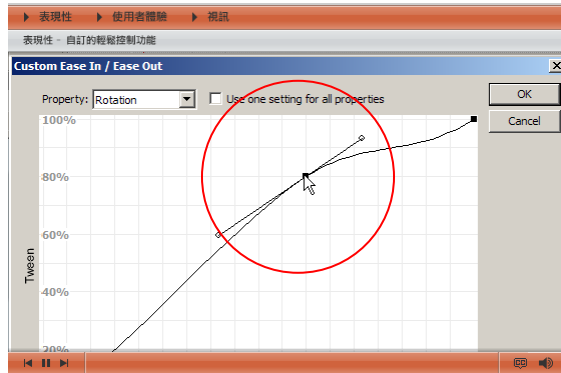 表現性 使用者體驗 視訊
表現性 - 自訂的輕鬆控制功能
Custom Ease In / Ease Out
Property: Rotation Use one setting for all properties OK
Cancel
100%
80%
60%
Tween
40%
20%